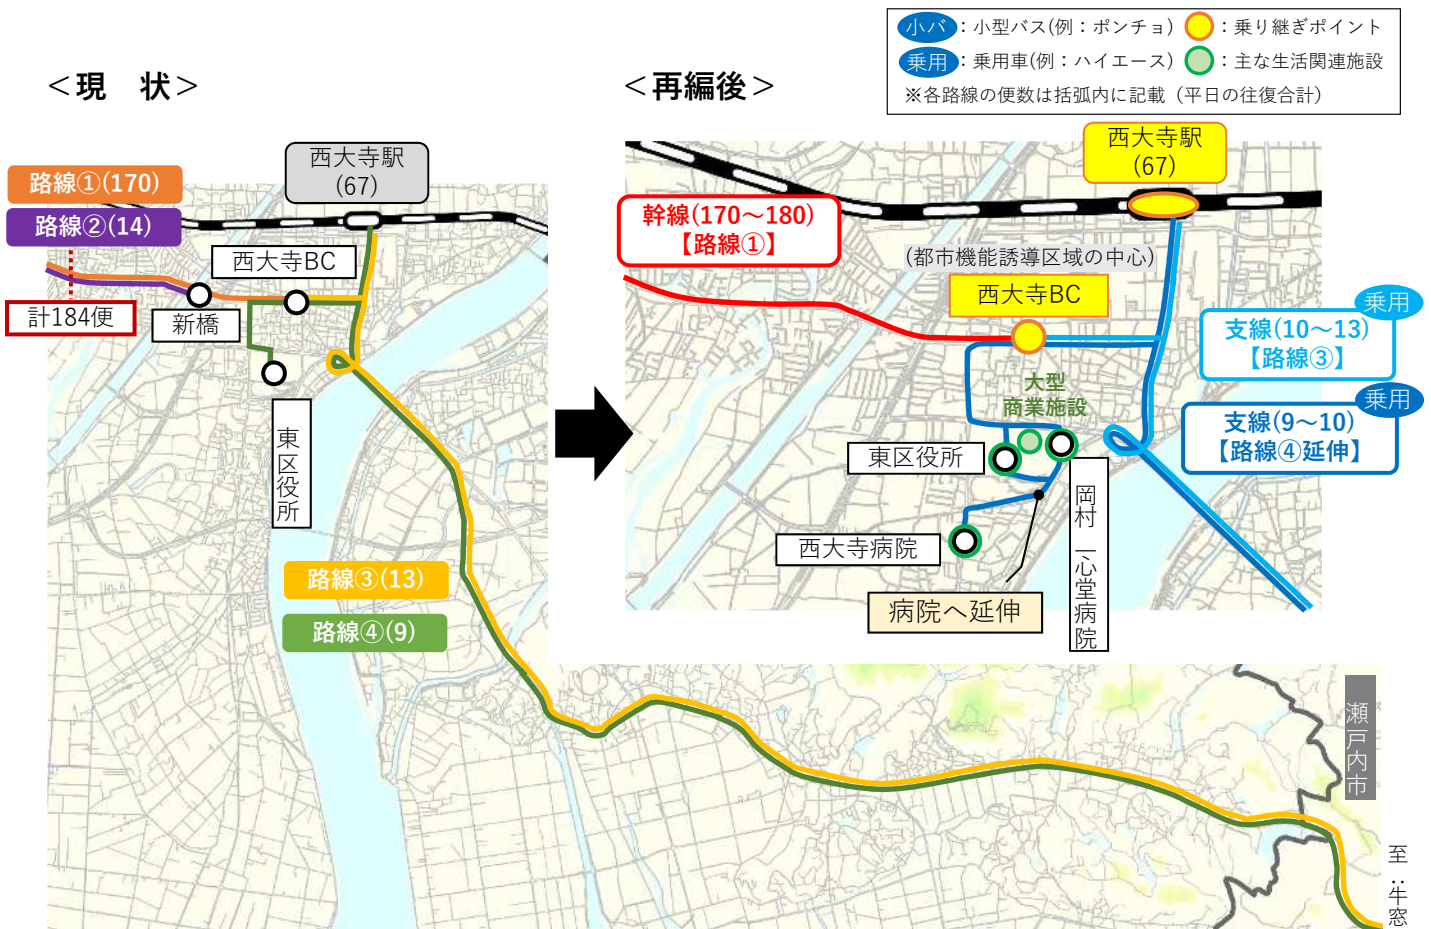 小バ：小型バス(例：ポンチョ)
：乗り継ぎポイント
乗用：乗用車(例：ハイエース)
：主な生活関連施設
※各路線の便数は括弧内に記載（平日の往復合計）
＜現　状＞
路線①(170)
路線②(14)
計184便
西大寺駅
(67)
西大寺BC
新橋
東区役所
路線③(13)
路線④(9)
＜再編後＞
西大寺駅
(67)
幹線(170～180)
【路線①】
(都市機能誘導区域の中心)
西大寺BC
乗用
支線(10～13)
【路線③】
乗用
支線(9～10)
【路線④延伸】
大型
商業施設
東区役所
岡村一心堂病院
西大寺病院
病院へ延伸
瀬戸内市
至：牛窓